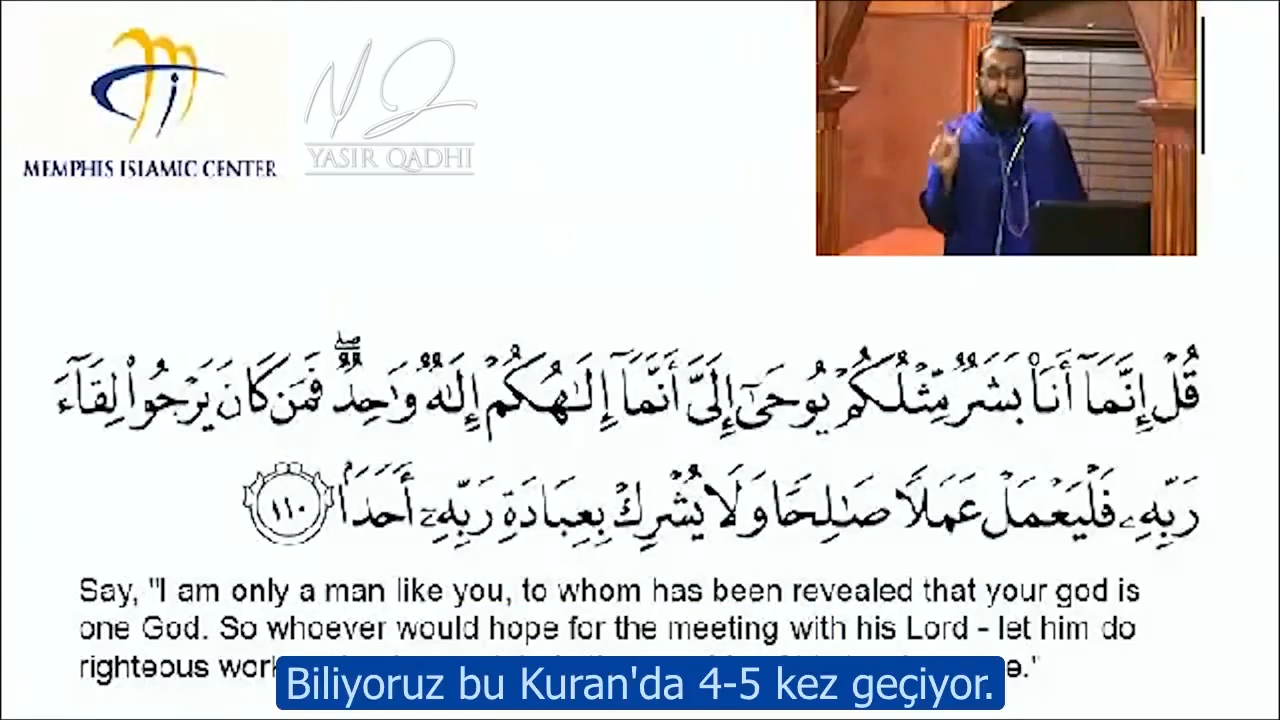 MEMPHIS ISLAMIC CENTER
YASIR QADHI
قُلْ إِنَّمَآ أَنَا۠ بَشَرٌ مِّثْلُكُمْ يُوحَىٰٓ إِلَىَّ أَنَّمَآ إِلَـٰهُكُمْ إِلَـٰهٌ وَٰحِدٌ ۖ فَمَن كَانَ يَرْجُوا۟ لِقَآءَ
رَبِّهِۦ فَلْيَعْمَلْ عَمَلًا صَـٰلِحًا وَلَا يُشْرِكْ بِعِبَادَةِ رَبِّهِۦٓ أَحَدًۢا ١١٠
Say, "I am only a man like you, to whom has been revealed that your god is
one God. So whoever would hope for the meeting with his Lord - let him do
righteous work
Biliyoruz bu Kuran'da 4-5 kez geçiyor.